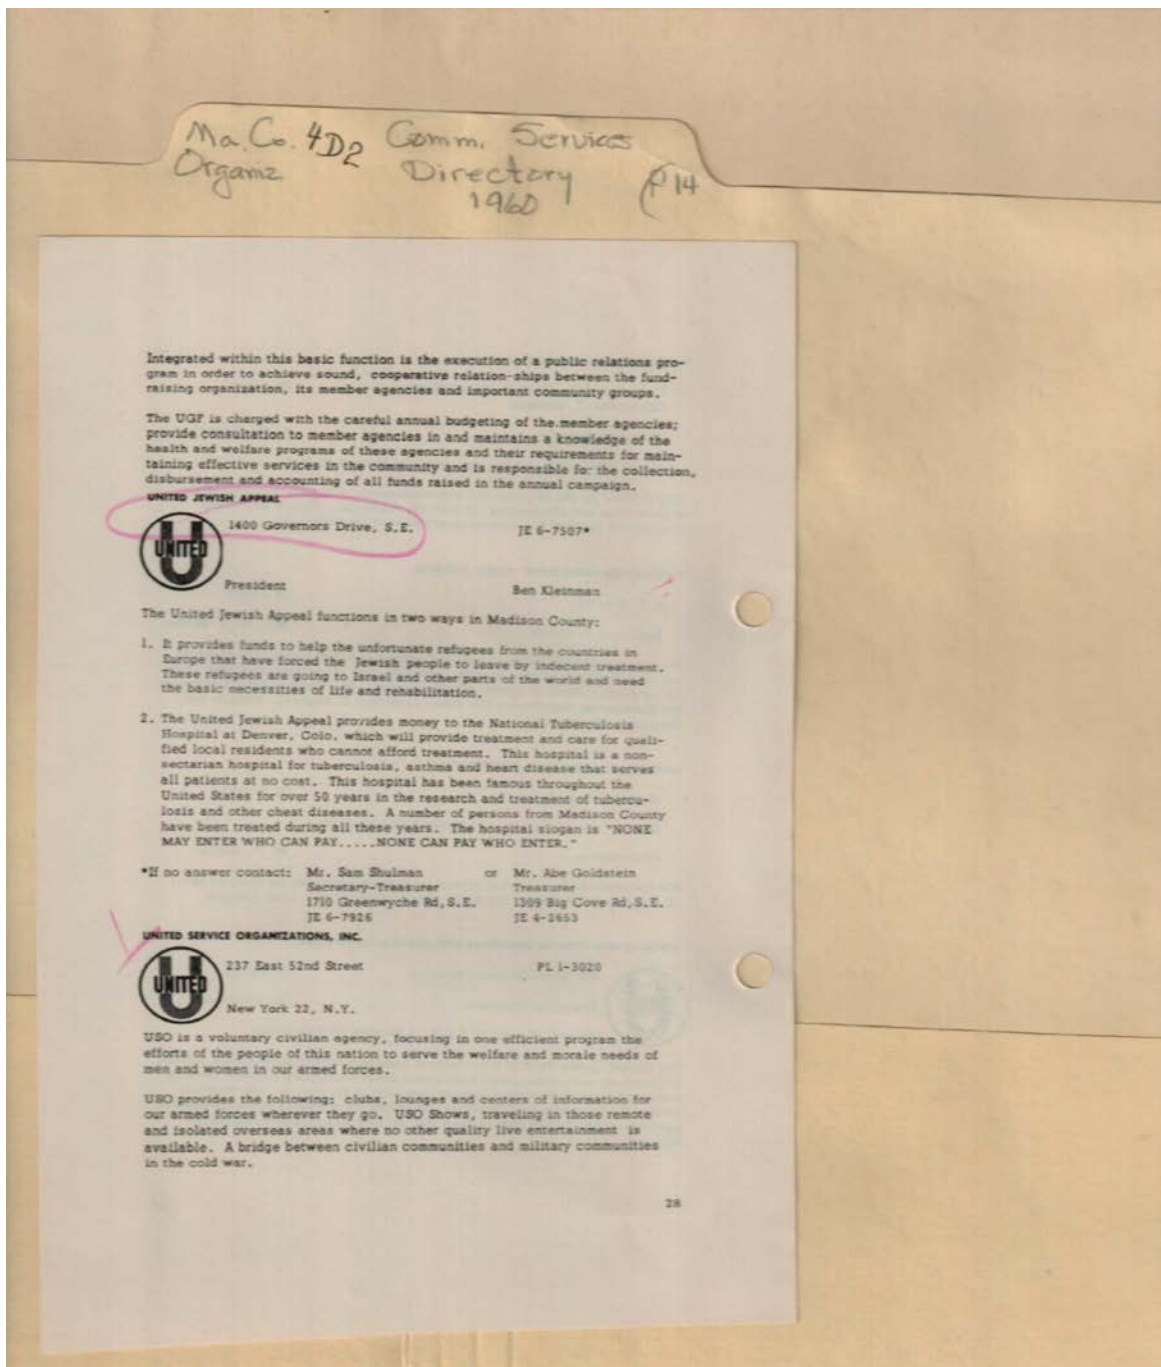 Ma. Co. 4D2 Comm. Services
Organiz Directory (P 14
1960
Integrated within this basic function is the execution of a public relations pro-
gram in order to achieve sound, cooperative relation-ships between the fund-
raising organization, its member agencies and important community groups.
The UGF is charged with the careful annual budgeting of the.member agencies;
provide consultation to member agencies in and maintains a knowledge of the
health and welfare programs of these agencies and their requirements for main-
taining effective services in the community and is responsible for the collection,
disbursement and accounting of all funds raised in the annual campaign.
UNITED JEWISH APPEAL
1400 Governors Drive, S.E. JE 6-7507*
UNITED
President Ben Kleinman
The United Jewish Appeal functions in two ways in Madison County:
1. It provides funds to help the unfortunate refugees from the countries in
Europe that have forced the Jewish people to leave by indecent treatment.
These refugees are going to Israel and other parts of the world and need
the basic necessities of life and rehabilitation.
2. The United Jewish Appeal provides money to the National Tuberculosis
Hospital at Denver, Colo. which will provide treatment and care for quali-
fied local residents who cannot afford treatment. This hospital is a non-
sectarian hospital for tuberculosis, asthma and heart disease that serves
all patients at no cost. This hospital has been famous throughout the
United States for over 50 years in the research and treatment of tubercu-
losis and other chest diseases. A number of persons from Madison County
have been treated during all these years. The hospital slogan is "NONE
MAY ENTER WHO CAN PAY.....NONE CAN PAY WHO ENTER."
*If no answer contact: Mr. Sam Shulman or Mr. Abe Goldstein
Secretary-Treasurer Treasurer
1710 Greenwyche Rd, S.E. 1309 Big Cove Rd, S.E.
JE 6-7926 JE 4-2653
UNITED SERVICE ORGANIZATIONS, INC.
237 East 52nd Street PL 1-3020
UNITED
New York 22, N.Y.
USO is a voluntary civilian agency, focusing in one efficient program the
efforts of the people of this nation to serve the welfare and morale needs of
men and women in our armed forces.
USO provides the following: clubs, lounges and centers of information for
our armed forces wherever they go. USO Shows, traveling in those remote
and isolated overseas areas where no other quality live entertainment is
available. A bridge between civilian communities and military communities
in the cold war.
28